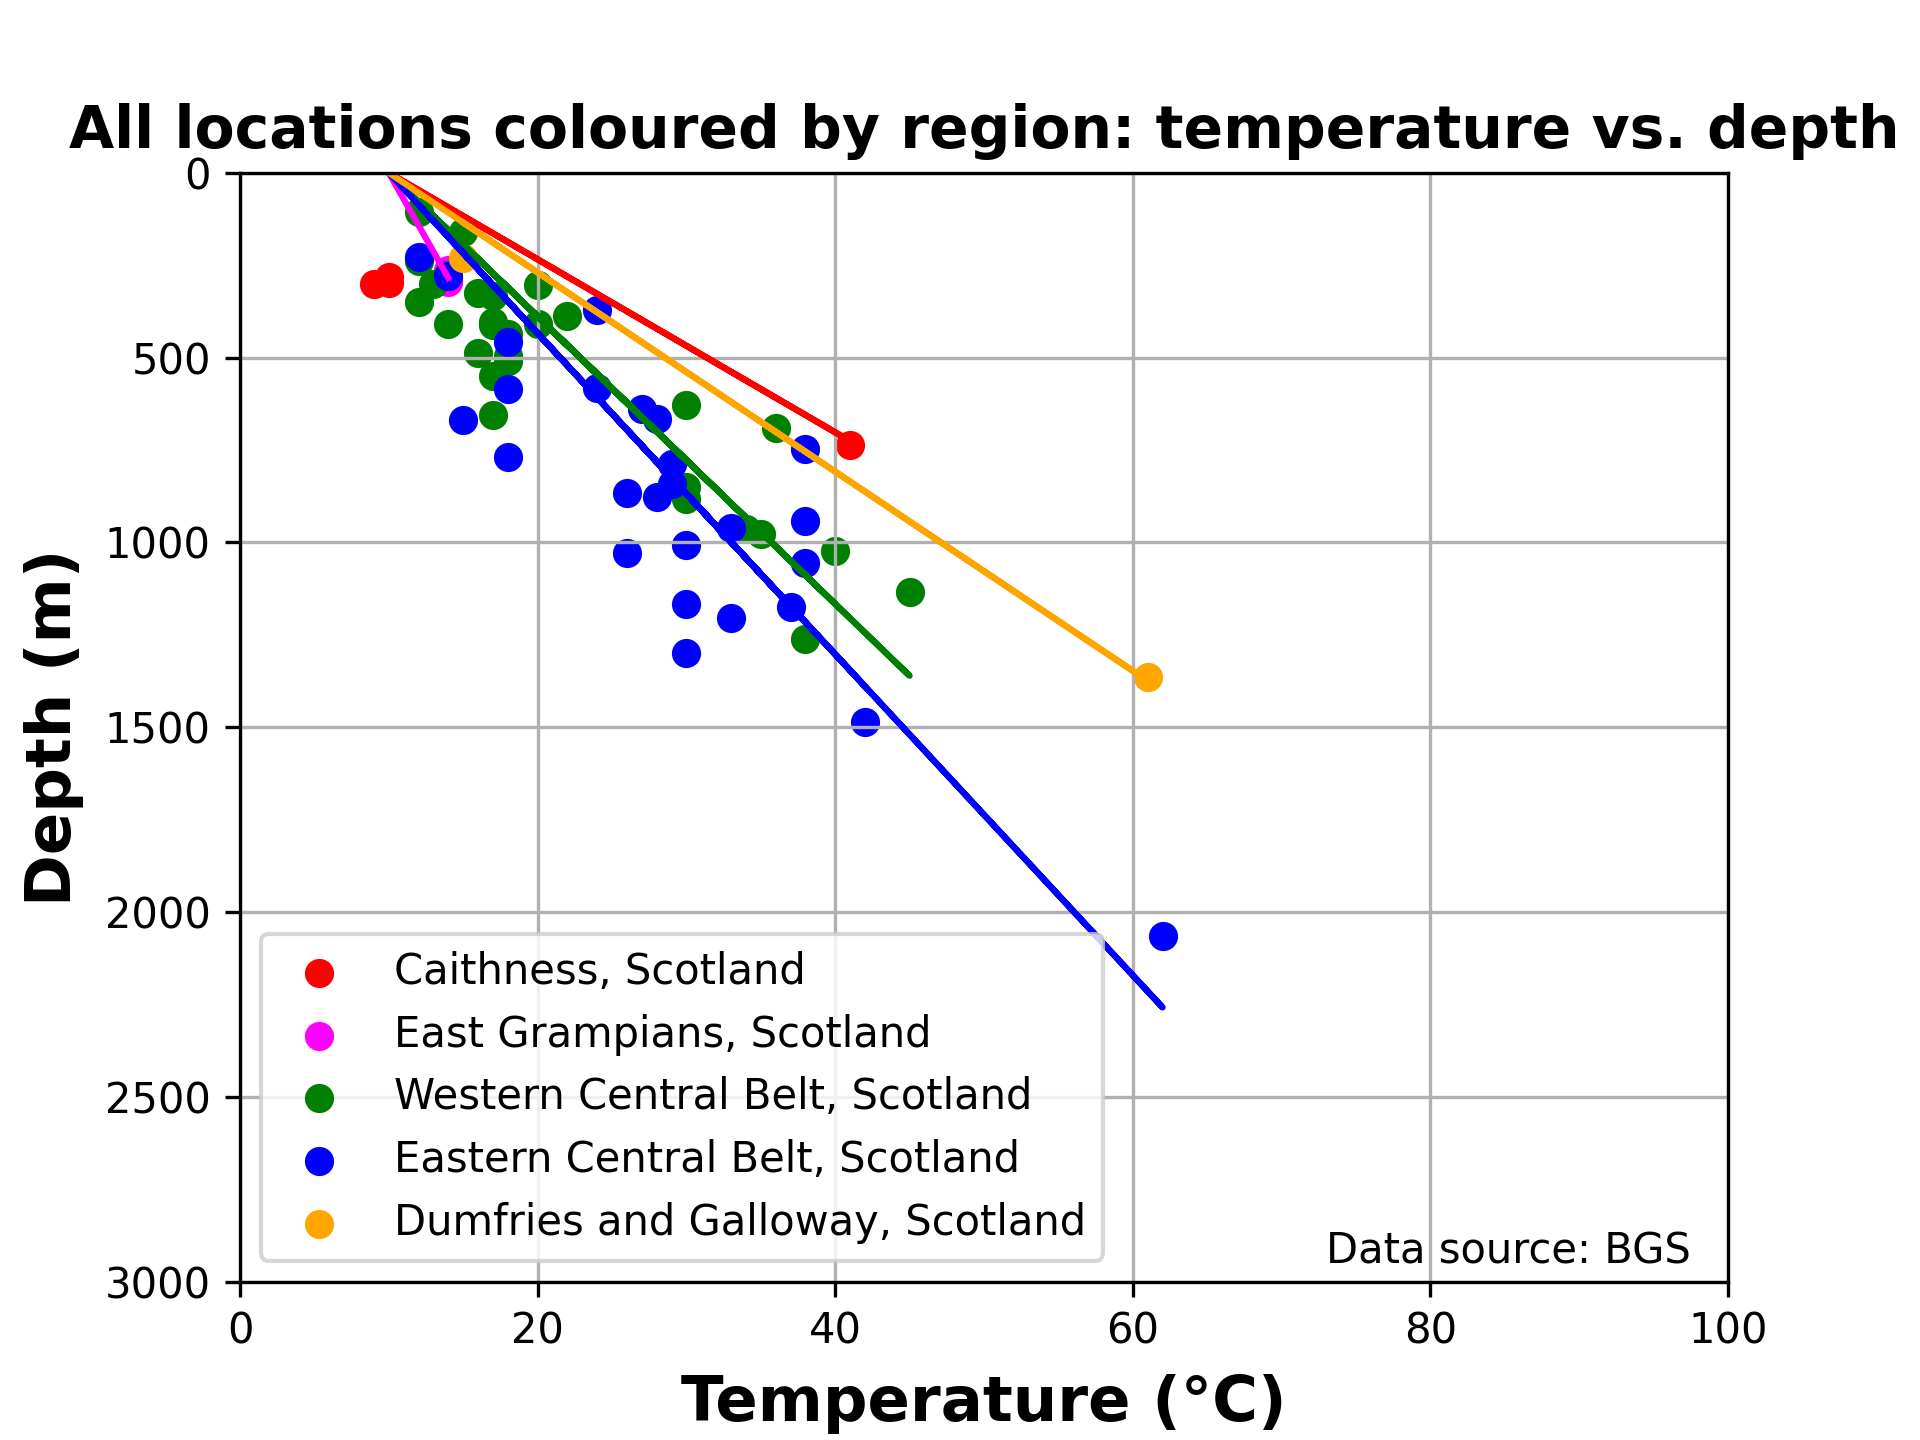 All locations coloured by region: temperature vs. depth
0
500
1000
1500
2000
2500
3000
Depth (m)
Caithness, Scotland
East Grampians, Scotland
Western Central Belt, Scotland
Eastern Central Belt, Scotland
Dumfries and Galloway, Scotland
Data source: BGS
0 20 40 60 80 100
Temperature (°C)